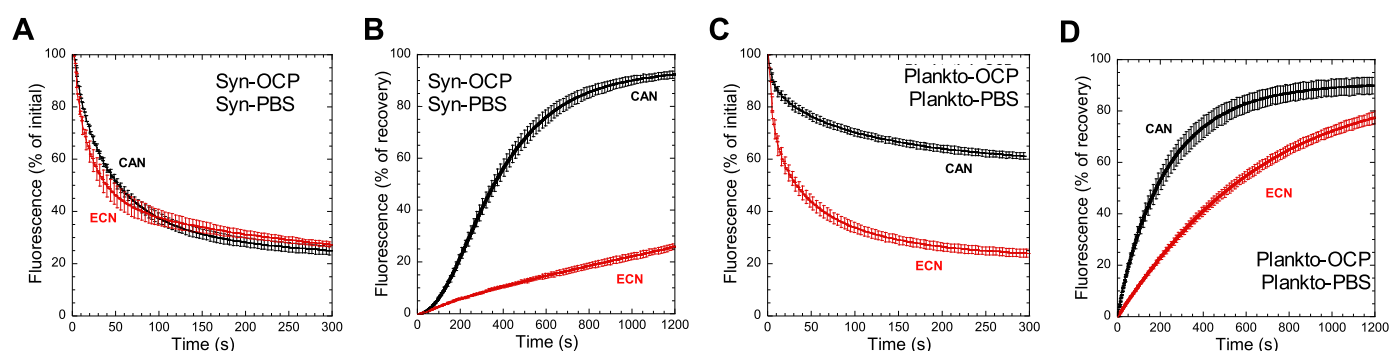 A
Fluorescence (% of initial)
100
80
60
40
20
0
Syn-OCP
Syn-PBS
CAN
ECN
0 50 100 150 200 250 300
Time (s)
B
Fluorescence (% of recovery)
100
80
60
40
20
0
Syn-OCP
Syn-PBS
CAN
ECN
0 200 400 600 800 1000 1200
Time (s)
C
Fluorescence (% of initial)
100
80
60
40
20
0
Plankto-OCP
Plankto-PBS
CAN
ECN
0 50 100 150 200 250 300
Time (s)
D
Fluorescence (% of recovery)
100
80
60
40
20
0
CAN
ECN
Plankto-OCP
Plankto-PBS
0 200 400 600 800 1000 1200
Time (s)